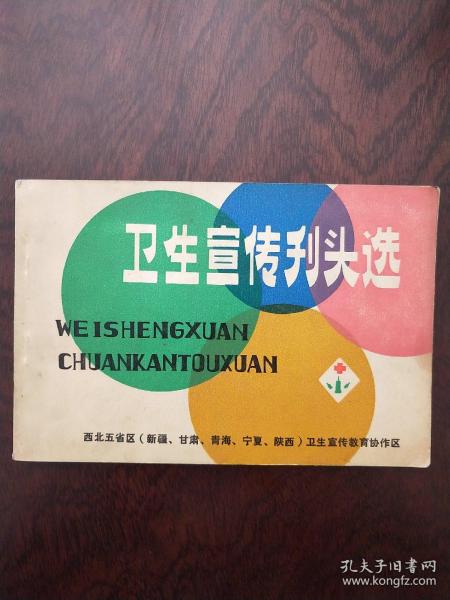 卫生宣传刋头选
WEISHENGXUAN
CHUANKANTOUXUAN
西北五省区(新疆、甘肃、青海、宁夏、陕西)卫生宣传教育协作区
孔夫子旧书网
www.kongfz.com